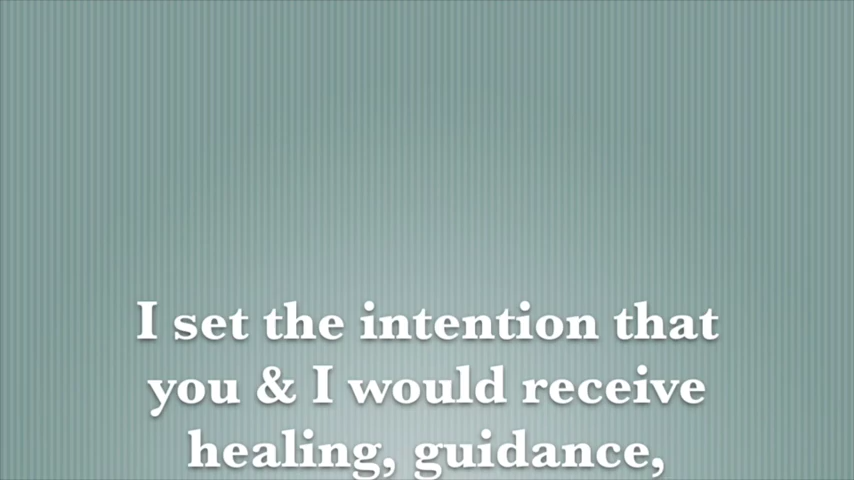 I set the intention that
you & I would receive
healing, guidance,